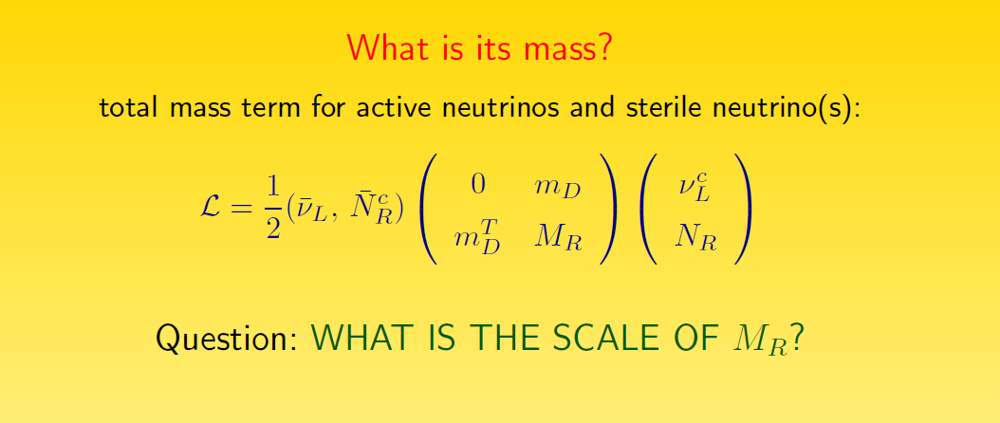 What is its mass?
total mass term for active neutrinos and sterile neutrino(s):
$\mathcal{L} = \frac{1}{2}(\bar{\nu}_L, \bar{N}_R^c) \begin{pmatrix} 0 & m_D \\ m_D^T & M_R \end{pmatrix} \begin{pmatrix} \nu_L^c \\ N_R \end{pmatrix}$
Question: WHAT IS THE SCALE OF $M_R$?